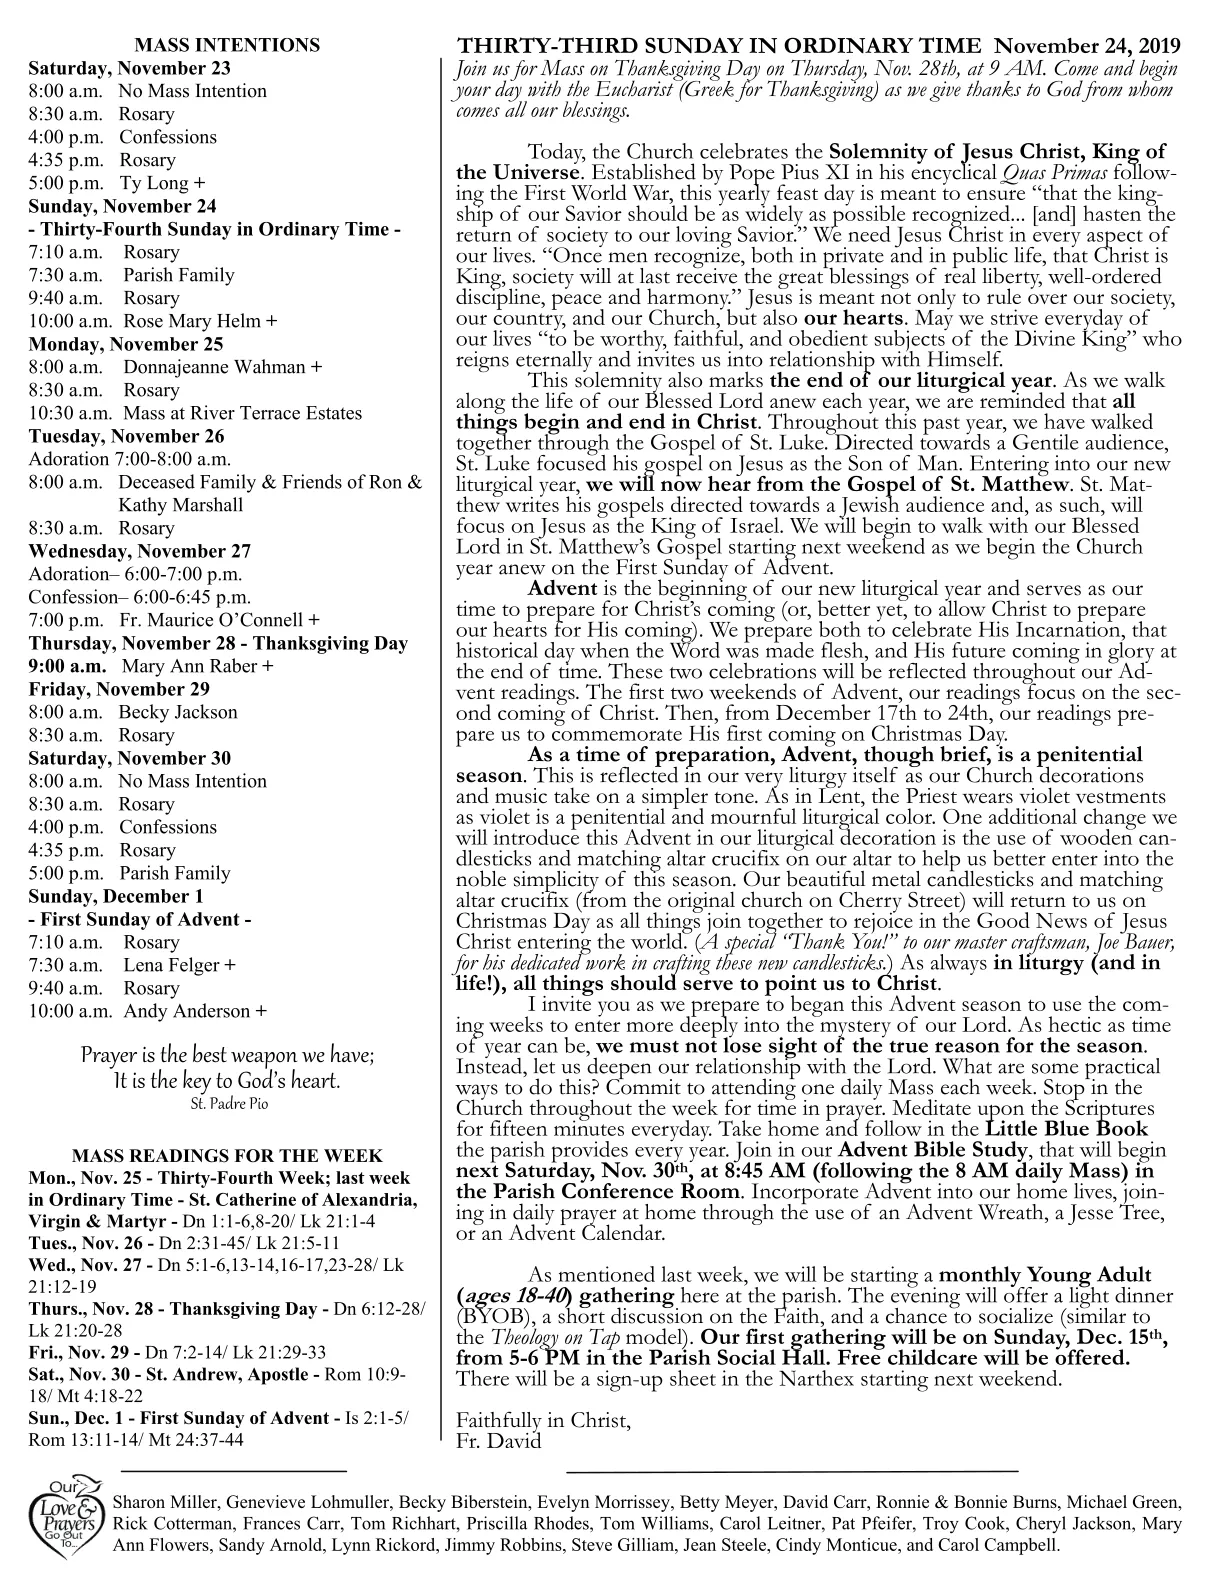 MASS INTENTIONS
Saturday, November 23
8:00 a.m. No Mass Intention
8:30 a.m. Rosary
4:00 p.m. Confessions
4:35 p.m. Rosary
5:00 p.m. Ty Long +
Sunday, November 24
- Thirty-Fourth Sunday in Ordinary Time -
7:10 a.m. Rosary
7:30 a.m. Parish Family
9:40 a.m. Rosary
10:00 a.m. Rose Mary Helm +
Monday, November 25
8:00 a.m. Donnajeanne Wahman +
8:30 a.m. Rosary
10:30 a.m. Mass at River Terrace Estates
Tuesday, November 26
Adoration 7:00-8:00 a.m.
8:00 a.m. Deceased Family & Friends of Ron &
Kathy Marshall
8:30 a.m. Rosary
Wednesday, November 27
Adoration– 6:00-7:00 p.m.
Confession– 6:00-6:45 p.m.
7:00 p.m. Fr. Maurice O’Connell +
Thursday, November 28 - Thanksgiving Day
9:00 a.m. Mary Ann Raber +
Friday, November 29
8:00 a.m. Becky Jackson
8:30 a.m. Rosary
Saturday, November 30
8:00 a.m. No Mass Intention
8:30 a.m. Rosary
4:00 p.m. Confessions
4:35 p.m. Rosary
5:00 p.m. Parish Family
Sunday, December 1
- First Sunday of Advent -
7:10 a.m. Rosary
7:30 a.m. Lena Felger +
9:40 a.m. Rosary
10:00 a.m. Andy Anderson +
Prayer is the best weapon we have;
It is the key to God’s heart.
St. Padre Pio
MASS READINGS FOR THE WEEK
Mon., Nov. 25 - Thirty-Fourth Week; last week
in Ordinary Time - St. Catherine of Alexandria,
Virgin & Martyr - Dn 1:1-6,8-20/ Lk 21:1-4
Tues., Nov. 26 - Dn 2:31-45/ Lk 21:5-11
Wed., Nov. 27 - Dn 5:1-6,13-14,16-17,23-28/ Lk
21:12-19
Thurs., Nov. 28 - Thanksgiving Day - Dn 6:12-28/
Lk 21:20-28
Fri., Nov. 29 - Dn 7:2-14/ Lk 21:29-33
Sat., Nov. 30 - St. Andrew, Apostle - Rom 10:9-
18/ Mt 4:18-22
Sun., Dec. 1 - First Sunday of Advent - Is 2:1-5/
Rom 13:11-14/ Mt 24:37-44
THIRTY-THIRD SUNDAY IN ORDINARY TIME November 24, 2019
Join us for Mass on Thanksgiving Day on Thursday, Nov. 28th, at 9 AM. Come and begin
your day with the Eucharist (Greek for Thanksgiving) as we give thanks to God from whom
comes all our blessings.
Today, the Church celebrates the Solemnity of Jesus Christ, King of
the Universe. Established by Pope Pius XI in his encyclical Quas Primas follow-
ing the First World War, this yearly feast day is meant to ensure “that the king-
ship of our Savior should be as widely as possible recognized... [and] hasten the
return of society to our loving Savior.” We need Jesus Christ in every aspect of
our lives. “Once men recognize, both in private and in public life, that Christ is
King, society will at last receive the great blessings of real liberty, well-ordered
discipline, peace and harmony.” Jesus is meant not only to rule over our society,
our country, and our Church, but also our hearts. May we strive everyday of
our lives “to be worthy, faithful, and obedient subjects of the Divine King” who
reigns eternally and invites us into relationship with Himself.
This solemnity also marks the end of our liturgical year. As we walk
along the life of our Blessed Lord anew each year, we are reminded that all
things begin and end in Christ. Throughout this past year, we have walked
together through the Gospel of St. Luke. Directed towards a Gentile audience,
St. Luke focused his gospel on Jesus as the Son of Man. Entering into our new
liturgical year, we will now hear from the Gospel of St. Matthew. St. Mat-
thew writes his gospels directed towards a Jewish audience and, as such, will
focus on Jesus as the King of Israel. We will begin to walk with our Blessed
Lord in St. Matthew’s Gospel starting next weekend as we begin the Church
year anew on the First Sunday of Advent.
Advent is the beginning of our new liturgical year and serves as our
time to prepare for Christ’s coming (or, better yet, to allow Christ to prepare
our hearts for His coming). We prepare both to celebrate His Incarnation, that
historical day when the Word was made flesh, and His future coming in glory at
the end of time. These two celebrations will be reflected throughout our Ad-
vent readings. The first two weekends of Advent, our readings focus on the sec-
ond coming of Christ. Then, from December 17th to 24th, our readings pre-
pare us to commemorate His first coming on Christmas Day.
As a time of preparation, Advent, though brief, is a penitential
season. This is reflected in our very liturgy itself as our Church decorations
and music take on a simpler tone. As in Lent, the Priest wears violet vestments
as violet is a penitential and mournful liturgical color. One additional change we
will introduce this Advent in our liturgical decoration is the use of wooden can-
dlesticks and matching altar crucifix on our altar to help us better enter into the
noble simplicity of this season. Our beautiful metal candlesticks and matching
altar crucifix (from the original church on Cherry Street) will return to us on
Christmas Day as all things join together to rejoice in the Good News of Jesus
Christ entering the world. (A special “Thank You!” to our master craftsman, Joe Bauer,
for his dedicated work in crafting these new candlesticks.) As always in liturgy (and in
life!), all things should serve to point us to Christ.
I invite you as we prepare to began this Advent season to use the com-
ing weeks to enter more deeply into the mystery of our Lord. As hectic as time
of year can be, we must not lose sight of the true reason for the season.
Instead, let us deepen our relationship with the Lord. What are some practical
ways to do this? Commit to attending one daily Mass each week. Stop in the
Church throughout the week for time in prayer. Meditate upon the Scriptures
for fifteen minutes everyday. Take home and follow in the Little Blue Book
the parish provides every year. Join in our Advent Bible Study, that will begin
next Saturday, Nov. 30th, at 8:45 AM (following the 8 AM daily Mass) in
the Parish Conference Room. Incorporate Advent into our home lives, join-
ing in daily prayer at home through the use of an Advent Wreath, a Jesse Tree,
or an Advent Calendar.
As mentioned last week, we will be starting a monthly Young Adult
(ages 18-40) gathering here at the parish. The evening will offer a light dinner
(BYOB), a short discussion on the Faith, and a chance to socialize (similar to
the Theology on Tap model). Our first gathering will be on Sunday, Dec. 15th,
from 5-6 PM in the Parish Social Hall. Free childcare will be offered.
There will be a sign-up sheet in the Narthex starting next weekend.
Faithfully in Christ,
Fr. David
Our
Love &
Prayers
Go Out
To...
Sharon Miller, Genevieve Lohmuller, Becky Biberstein, Evelyn Morrissey, Betty Meyer, David Carr, Ronnie & Bonnie Burns, Michael Green,
Rick Cotterman, Frances Carr, Tom Richhart, Priscilla Rhodes, Tom Williams, Carol Leitner, Pat Pfeifer, Troy Cook, Cheryl Jackson, Mary
Ann Flowers, Sandy Arnold, Lynn Rickord, Jimmy Robbins, Steve Gilliam, Jean Steele, Cindy Monticue, and Carol Campbell.